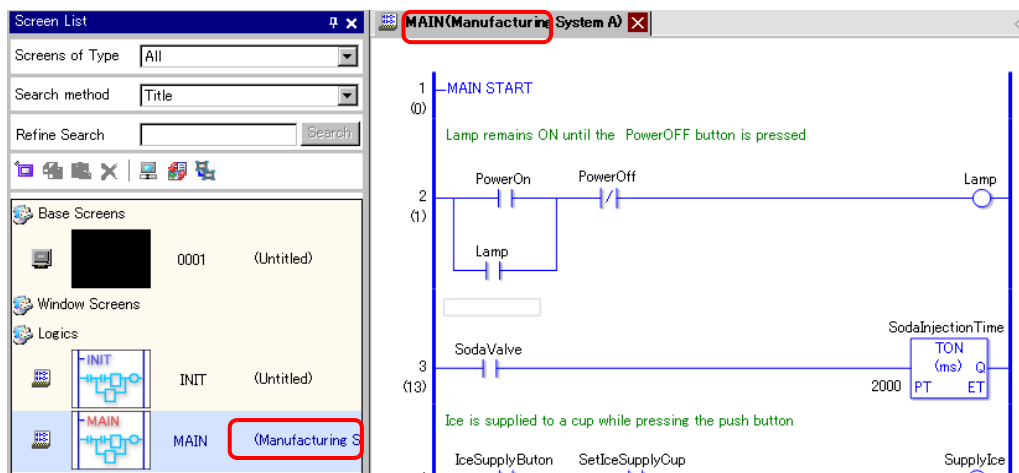 Screen List
Screens of Type All
Search method Title
Refine Search Search
Base Screens
0001 (Untitled)
Window Screens
Logics
INIT
INIT (Untitled)
MAIN
MAIN (Manufacturing S
MAIN(Manufacturing System A)
1 MAIN START
(0)
Lamp remains ON until the PowerOFF button is pressed
PowerOn PowerOff Lamp
2
(1)
Lamp
SodaInjectionTime
SodaValve TON
3 (ms) Q
(13) 2000 PT ET
Ice is supplied to a cup while pressing the push button
IceSupplyButon SetIceSupplyCup SupplyIce